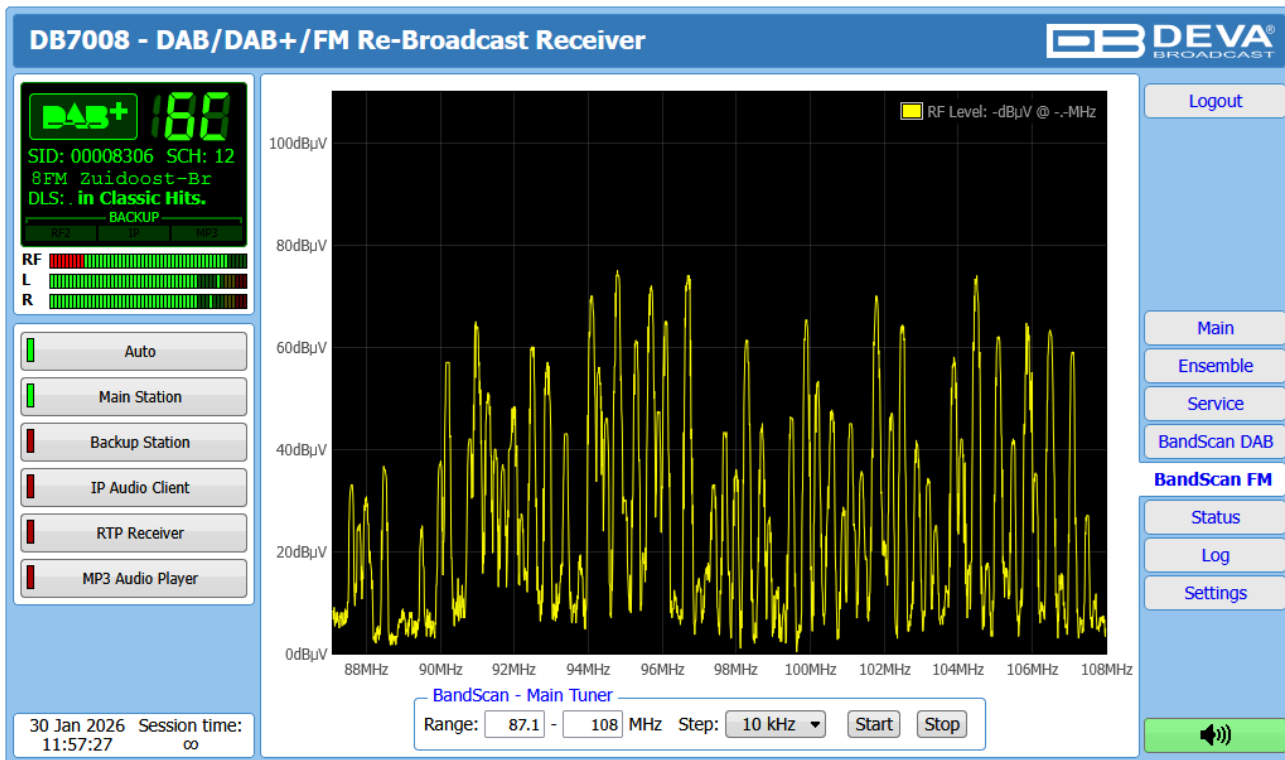 DB7008 - DAB/DAB+/FM Re-Broadcast Receiver
DEVA®
BROADCAST
DAB+ 6C
SID: 00008306 SCH: 12
8FM Zuidoost-Br
DLS: . in Classic Hits.
BACKUP
RF2 IP MP3
RF
L
R
Auto
Main Station
Backup Station
IP Audio Client
RTP Receiver
MP3 Audio Player
30 Jan 2026 Session time:
11:57:27 ∞
RF Level: -dBµV @ -.-MHz
100dBµV
80dBµV
60dBµV
40dBµV
20dBµV
0dBµV
88MHz 90MHz 92MHz 94MHz 96MHz 98MHz 100MHz 102MHz 104MHz 106MHz 108MHz
BandScan - Main Tuner
Range: 87.1 - 108 MHz Step: 10 kHz Start Stop
Logout
Main
Ensemble
Service
BandScan DAB
BandScan FM
Status
Log
Settings